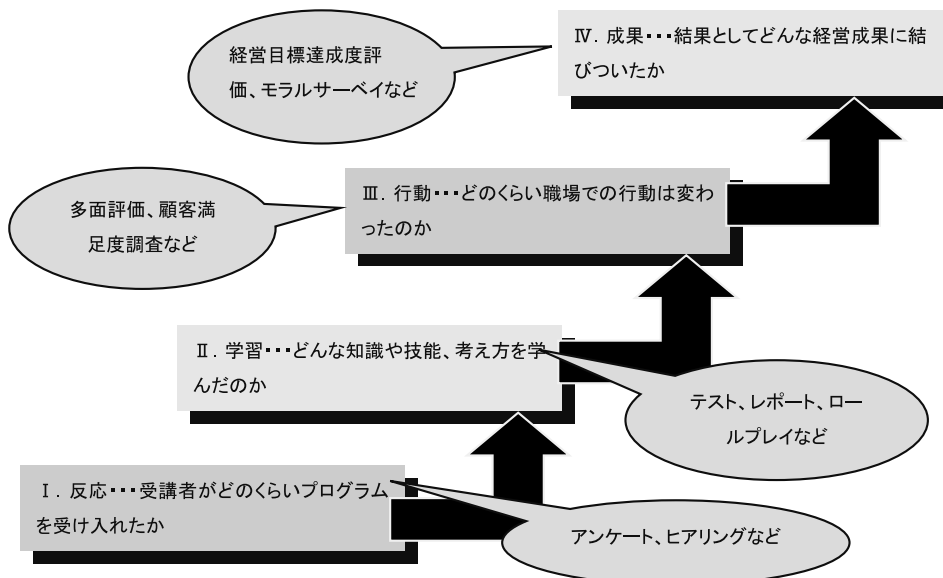 経営目標達成度評
価、モラルサーベイなど
Ⅳ．成果･･･結果としてどんな経営成果に結
びついたか
多面評価、顧客満
足度調査など
Ⅲ．行動･･･どのくらい職場での行動は変わ
ったのか
Ⅱ．学習･･･どんな知識や技能、考え方を学
んだのか
テスト、レポート、ロー
ルプレイなど
Ⅰ．反応･･･受講者がどのくらいプログラム
を受け入れたか
アンケート、ヒアリングなど